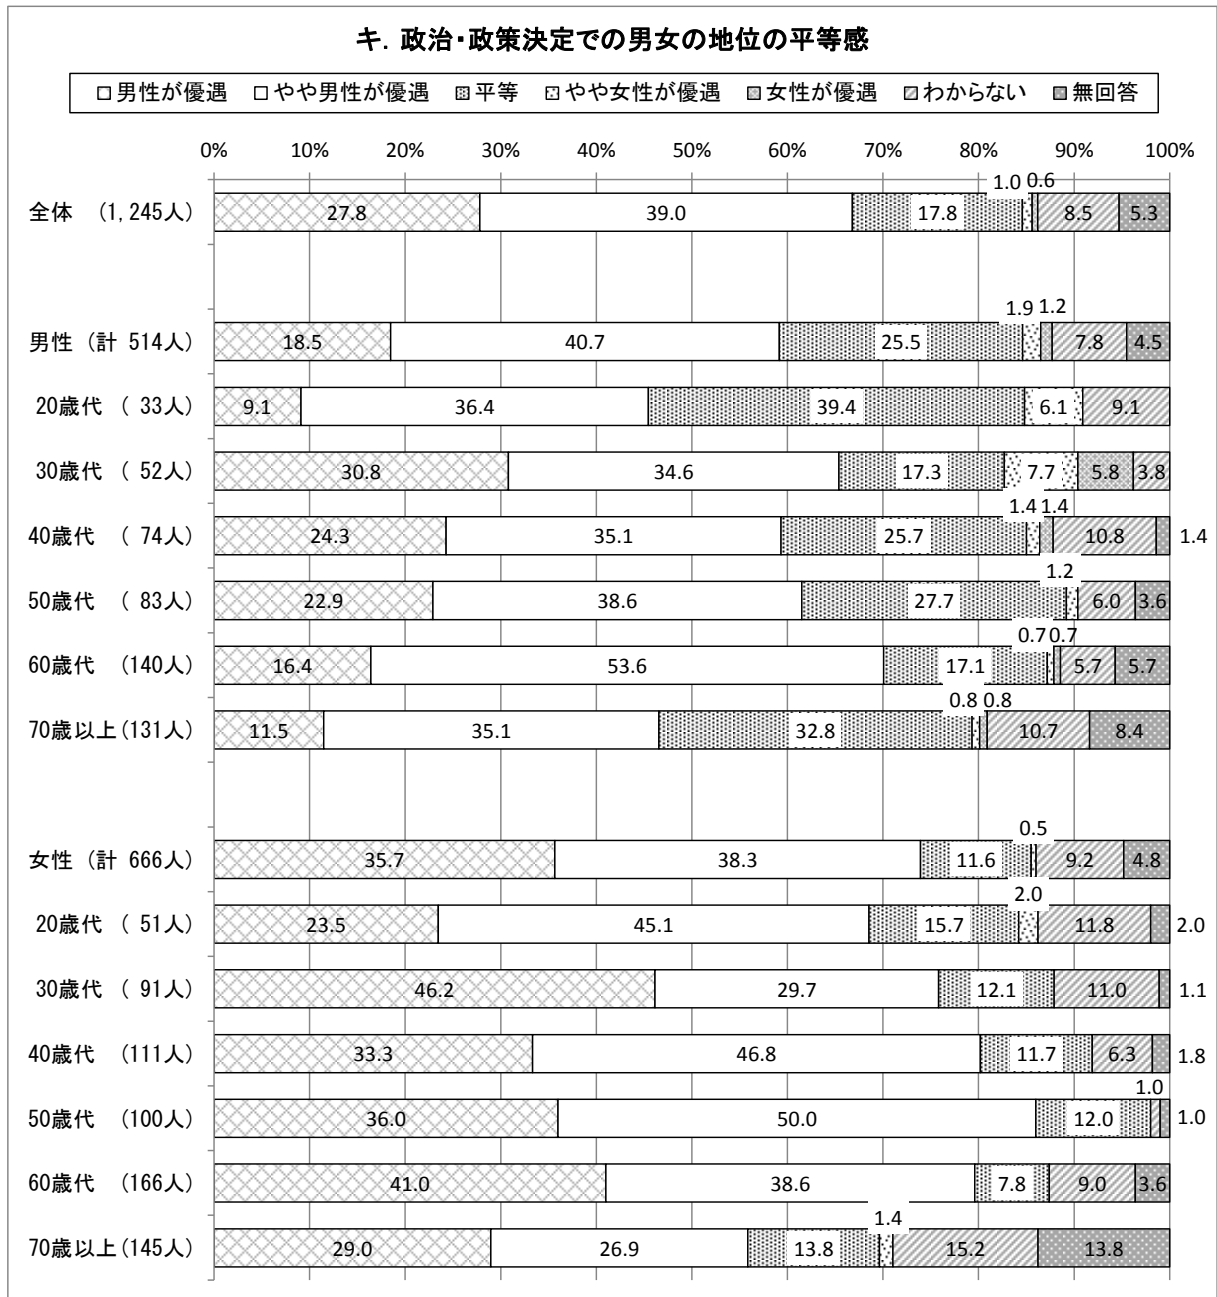 キ. 政治・政策決定での男女の地位の平等感
男性が優遇 やや男性が優遇 平等 やや女性が優遇 女性が優遇 わからない 無回答
0% 10% 20% 30% 40% 50% 60% 70% 80% 90% 100%
1.0 0.6
全体 (1,245人) 27.8 39.0 17.8 8.5 5.3
1.9 1.2
男性 (計 514人) 18.5 40.7 25.5 7.8 4.5
20歳代 ( 33人) 9.1 36.4 39.4 6.1 9.1
30歳代 ( 52人) 30.8 34.6 17.3 7.7 5.8 3.8
1.4 1.4
40歳代 ( 74人) 24.3 35.1 25.7 10.8 1.4
1.2
50歳代 ( 83人) 22.9 38.6 27.7 6.0 3.6
0.7 0.7
60歳代 (140人) 16.4 53.6 17.1 5.7 5.7
0.8 0.8
70歳以上(131人) 11.5 35.1 32.8 10.7 8.4
0.5
女性 (計 666人) 35.7 38.3 11.6 9.2 4.8
2.0
20歳代 ( 51人) 23.5 45.1 15.7 11.8 2.0
30歳代 ( 91人) 46.2 29.7 12.1 11.0 1.1
40歳代 (111人) 33.3 46.8 11.7 6.3 1.8
1.0
50歳代 (100人) 36.0 50.0 12.0 1.0
60歳代 (166人) 41.0 38.6 7.8 9.0 3.6
1.4
70歳以上(145人) 29.0 26.9 13.8 15.2 13.8